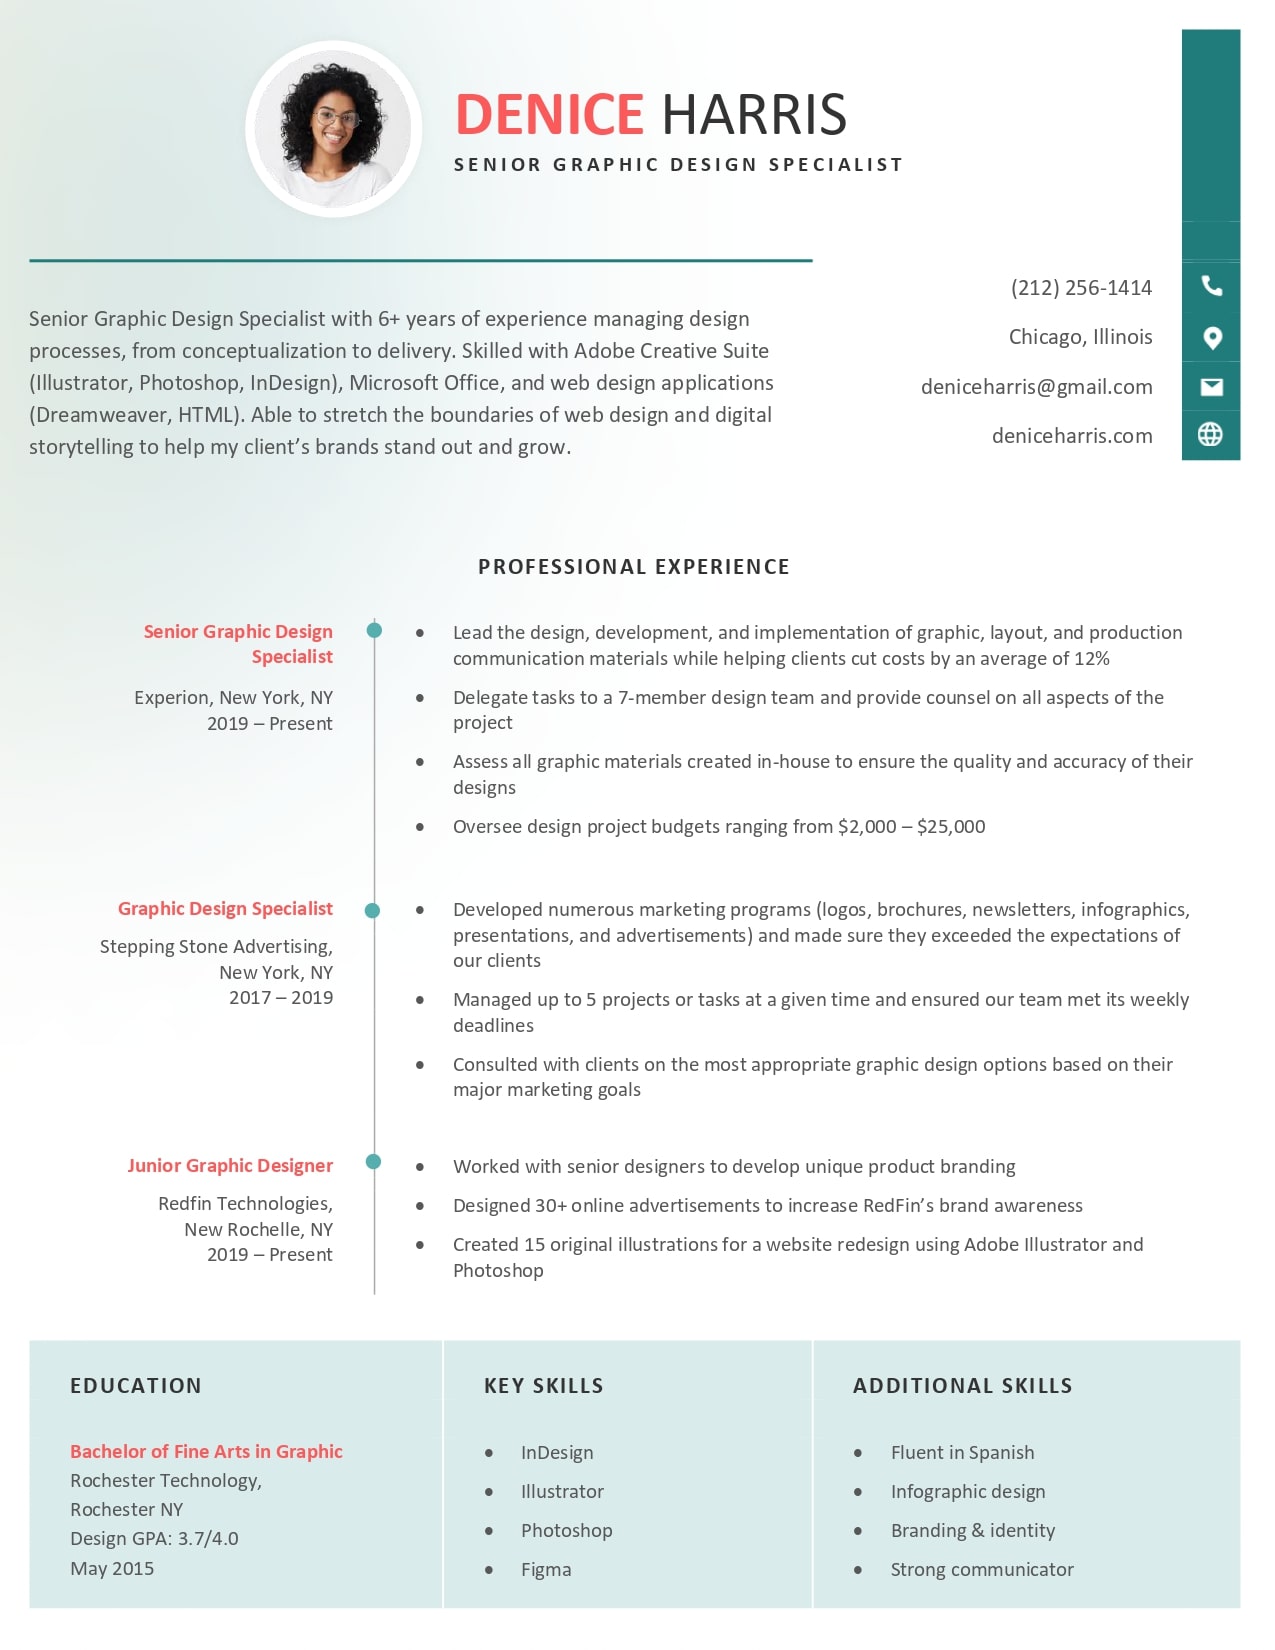 DENICE HARRIS
SENIOR GRAPHIC DESIGN SPECIALIST
Senior Graphic Design Specialist with 6+ years of experience managing design
processes, from conceptualization to delivery. Skilled with Adobe Creative Suite
(Illustrator, Photoshop, InDesign), Microsoft Office, and web design applications
(Dreamweaver, HTML). Able to stretch the boundaries of web design and digital
storytelling to help my client’s brands stand out and grow.
(212) 256-1414
Chicago, Illinois
deniceharris@gmail.com
deniceharris.com
PROFESSIONAL EXPERIENCE
Senior Graphic Design
Specialist
Experion, New York, NY
2019 – Present
● Lead the design, development, and implementation of graphic, layout, and production
communication materials while helping clients cut costs by an average of 12%
● Delegate tasks to a 7-member design team and provide counsel on all aspects of the
project
● Assess all graphic materials created in-house to ensure the quality and accuracy of their
designs
● Oversee design project budgets ranging from $2,000 – $25,000
Graphic Design Specialist
Stepping Stone Advertising,
New York, NY
2017 – 2019
● Developed numerous marketing programs (logos, brochures, newsletters, infographics,
presentations, and advertisements) and made sure they exceeded the expectations of
our clients
● Managed up to 5 projects or tasks at a given time and ensured our team met its weekly
deadlines
● Consulted with clients on the most appropriate graphic design options based on their
major marketing goals
Junior Graphic Designer
Redfin Technologies,
New Rochelle, NY
2019 – Present
● Worked with senior designers to develop unique product branding
● Designed 30+ online advertisements to increase RedFin’s brand awareness
● Created 15 original illustrations for a website redesign using Adobe Illustrator and
Photoshop
EDUCATION
Bachelor of Fine Arts in Graphic
Rochester Technology,
Rochester NY
Design GPA: 3.7/4.0
May 2015
KEY SKILLS
● InDesign
● Illustrator
● Photoshop
● Figma
ADDITIONAL SKILLS
● Fluent in Spanish
● Infographic design
● Branding & identity
● Strong communicator